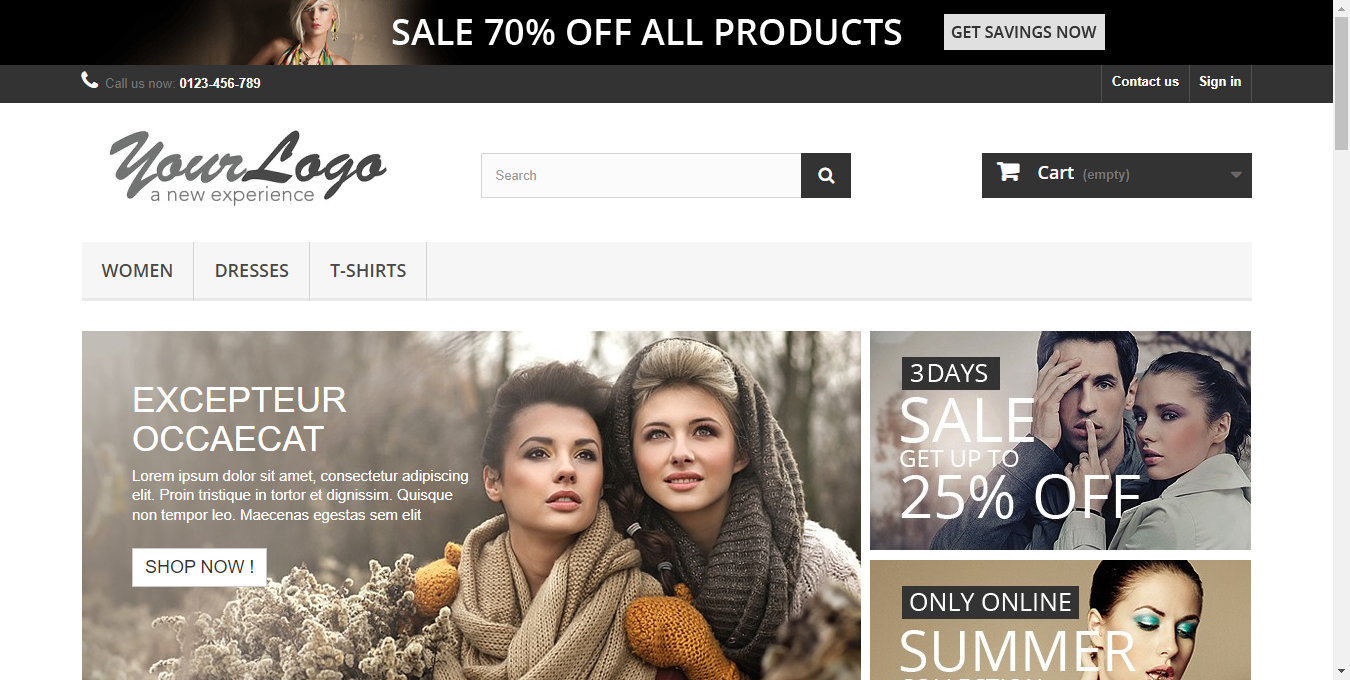 SALE 70% OFF ALL PRODUCTS
GET SAVINGS NOW
Call us now: 0123-456-789
Contact us
Sign in
YourLogo
a new experience
Search
Cart (empty)
WOMEN
DRESSES
T-SHIRTS
EXCEPTEUR
OCCAECAT
Lorem ipsum dolor sit amet, consectetur adipiscing
elit. Proin tristique in tortor et dignissim. Quisque
non tempor leo. Maecenas egestas sem elit
SHOP NOW !
3 DAYS
SALE
GET UP TO
25% OFF
ONLY ONLINE
SUMMER